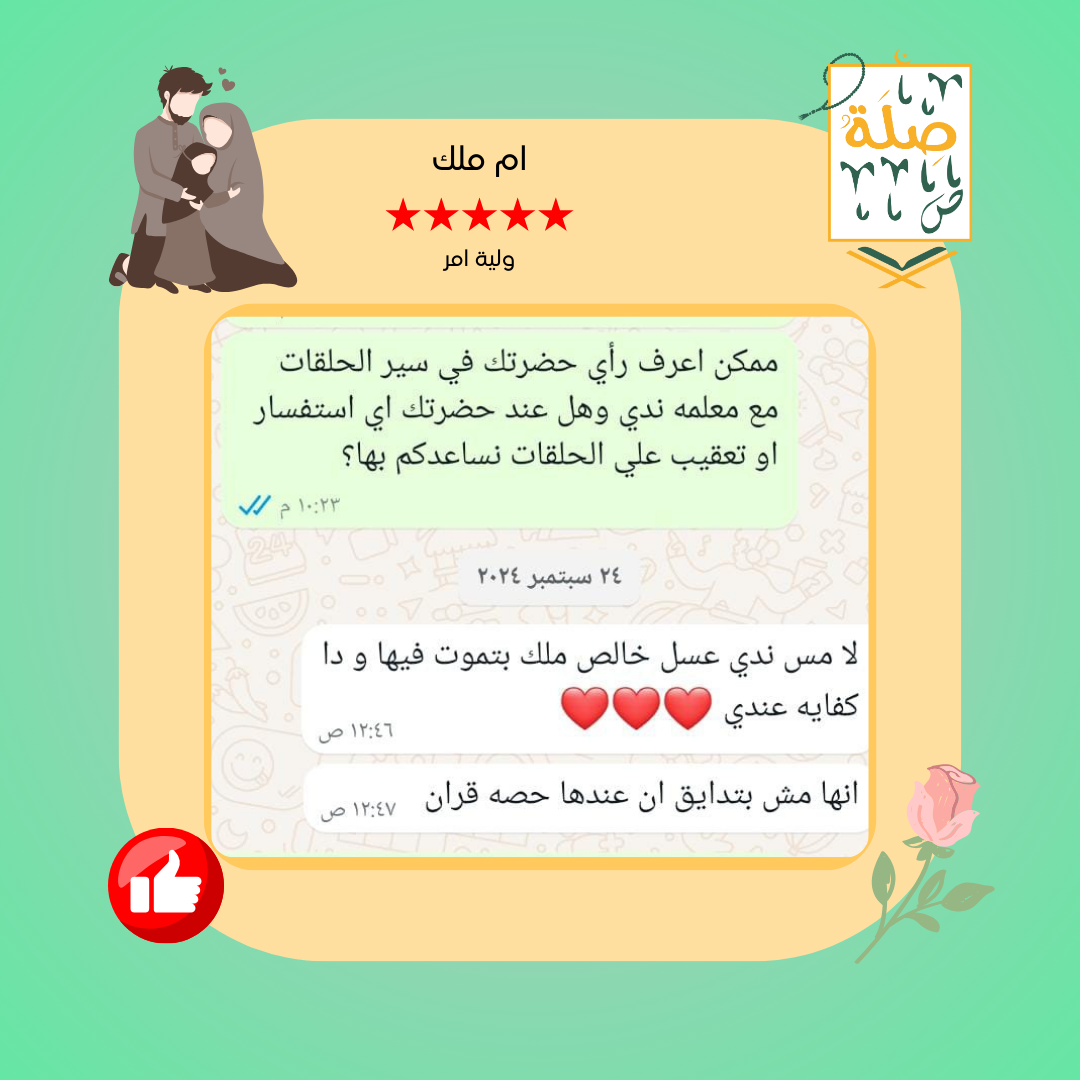 ام ملك
صلة
ص
ولية امر
ممكن اعرف رأي حضرتك في سير الحلقات
مع معلمه ندي وهل عند حضرتك اي استفسار
او تعقيب علي الحلقات نساعدكم بها؟
١٠:٢٣ م
٢٤ سبتمبر ٢٠٢٤
لا مس ندي عسل خالص ملك بتموت فيها و دا
كفايه عندي ❤️❤️❤️
١٢:٤٦ ص
انها مش بتدايق ان عندها حصه قران
١٢:٤٧ ص